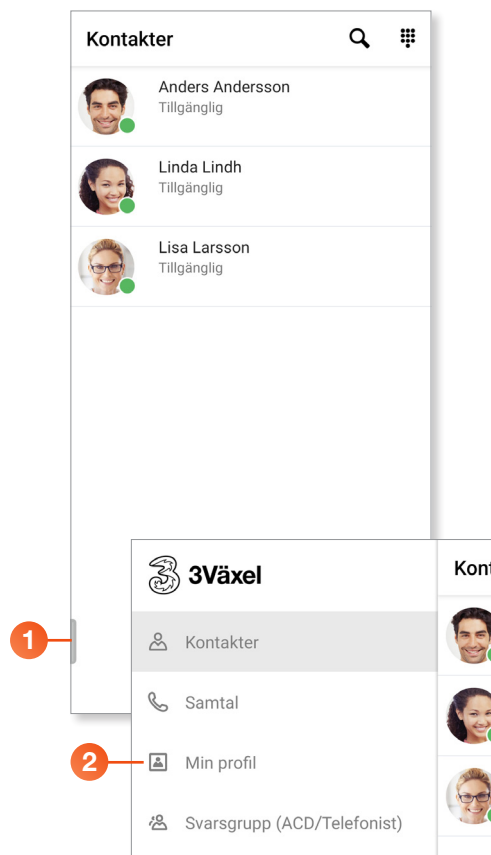 Kontakter
Anders Andersson
Tillgänglig
Linda Lindh
Tillgänglig
Lisa Larsson
Tillgänglig
3Växel
Kont
1
Kontakter
Samtal
2
Min profil
Svarsgrupp (ACD/Telefonist)